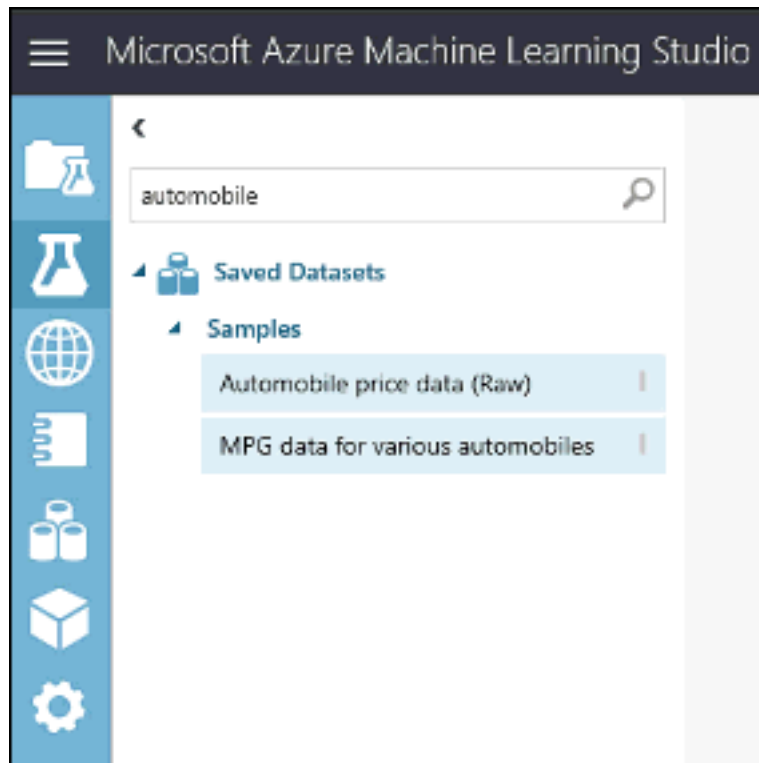 Microsoft Azure Machine Learning Studio
automobile
Saved Datasets
Samples
Automobile price data (Raw)
MPG data for various automobiles